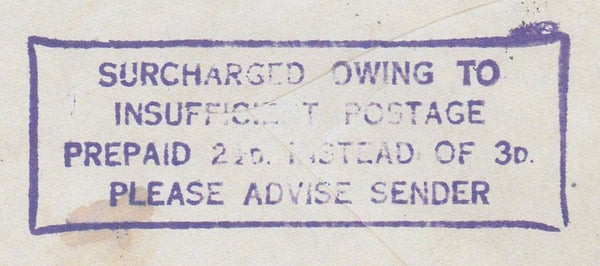 SURCHARGED OWING TO
INSUFFICIENT POSTAGE
PREPAID 2½D. INSTEAD OF 3D.
PLEASE ADVISE SENDER